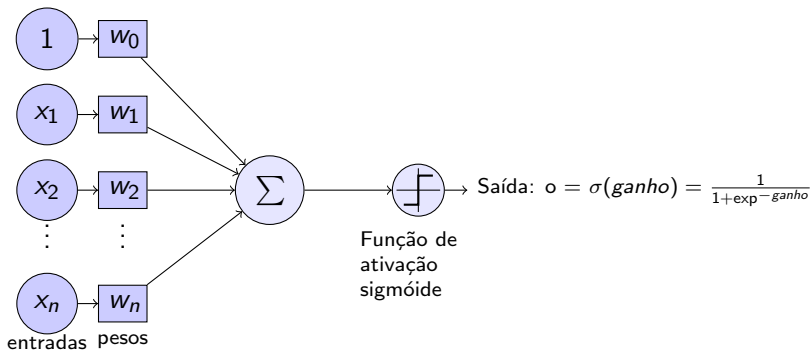 1 w0
x1 w1
x2 w2
∑
Saída: o = σ(ganho) = 1/(1+exp^−ganho)
⋮ ⋮
Função de
ativação
sigmóide
xn wn
entradas pesos